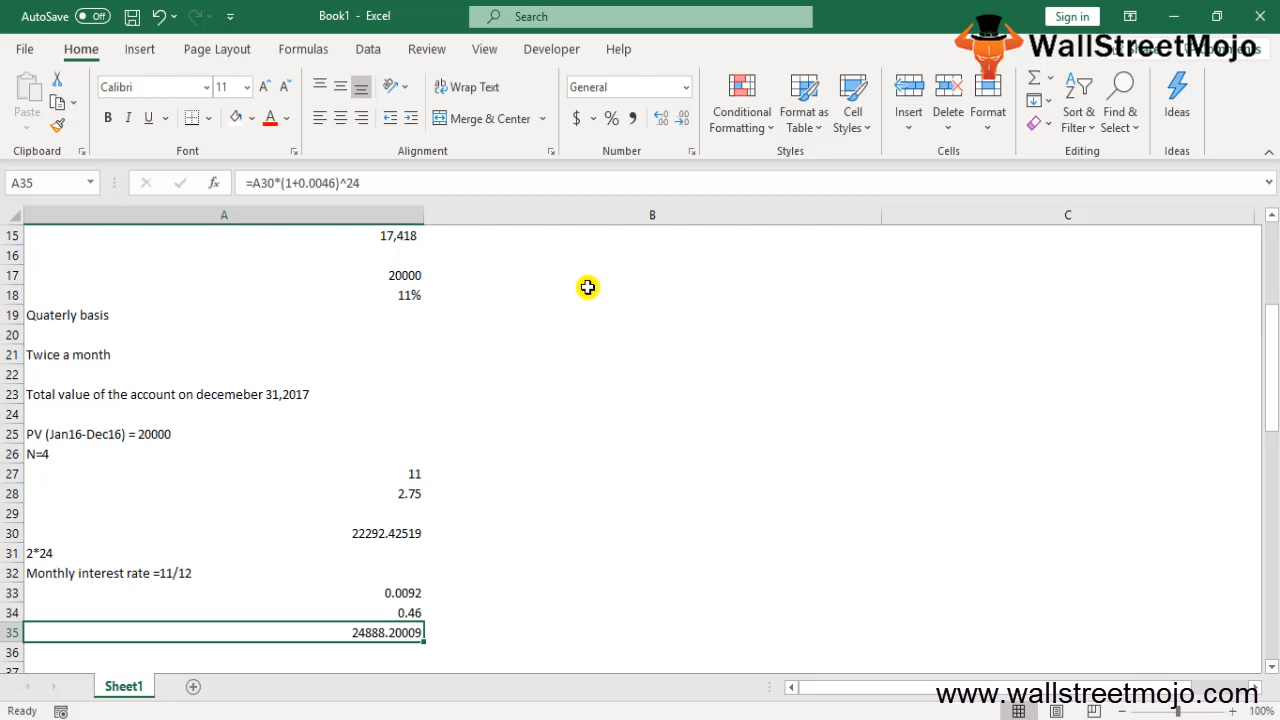 AutoSave Off Book1 - Excel Search Sign in
File Home Insert Page Layout Formulas Data Review View Developer Help WallStreetMojo
Paste Calibri 11 A A Wrap Text General Conditional Formatting Format as Table Cell Styles Insert Delete Format Sort & Filter Find & Select Ideas
B I U A Merge & Center $ % ,
Clipboard Font Alignment Number Styles Cells Editing Ideas
A35 fx =A30*(1+0.0046)^24
A B C
15 17,418
16
17 20000
18 11%
19 Quaterly basis
20
21 Twice a month
22
23 Total value of the account on decemeber 31,2017
24
25 PV (Jan16-Dec16) = 20000
26 N=4
27 11
28 2.75
29
30 22292.42519
31 2*24
32 Monthly interest rate =11/12
33 0.0092
34 0.46
35 24888.20009
36
37
Sheet1
www.wallstreetmojo.com
Ready 100%